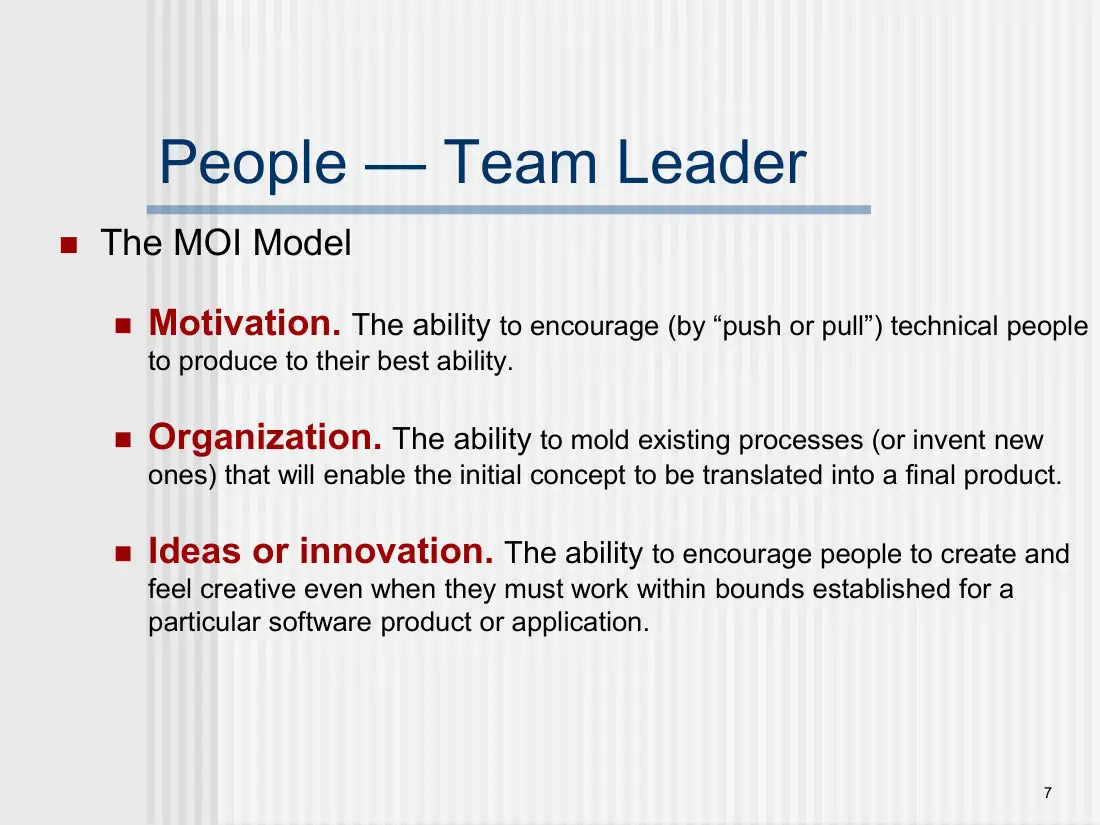 People — Team Leader
The MOI Model
Motivation. The ability to encourage (by “push or pull”) technical people
to produce to their best ability.
Organization. The ability to mold existing processes (or invent new
ones) that will enable the initial concept to be translated into a final product.
Ideas or innovation. The ability to encourage people to create and
feel creative even when they must work within bounds established for a
particular software product or application.
7